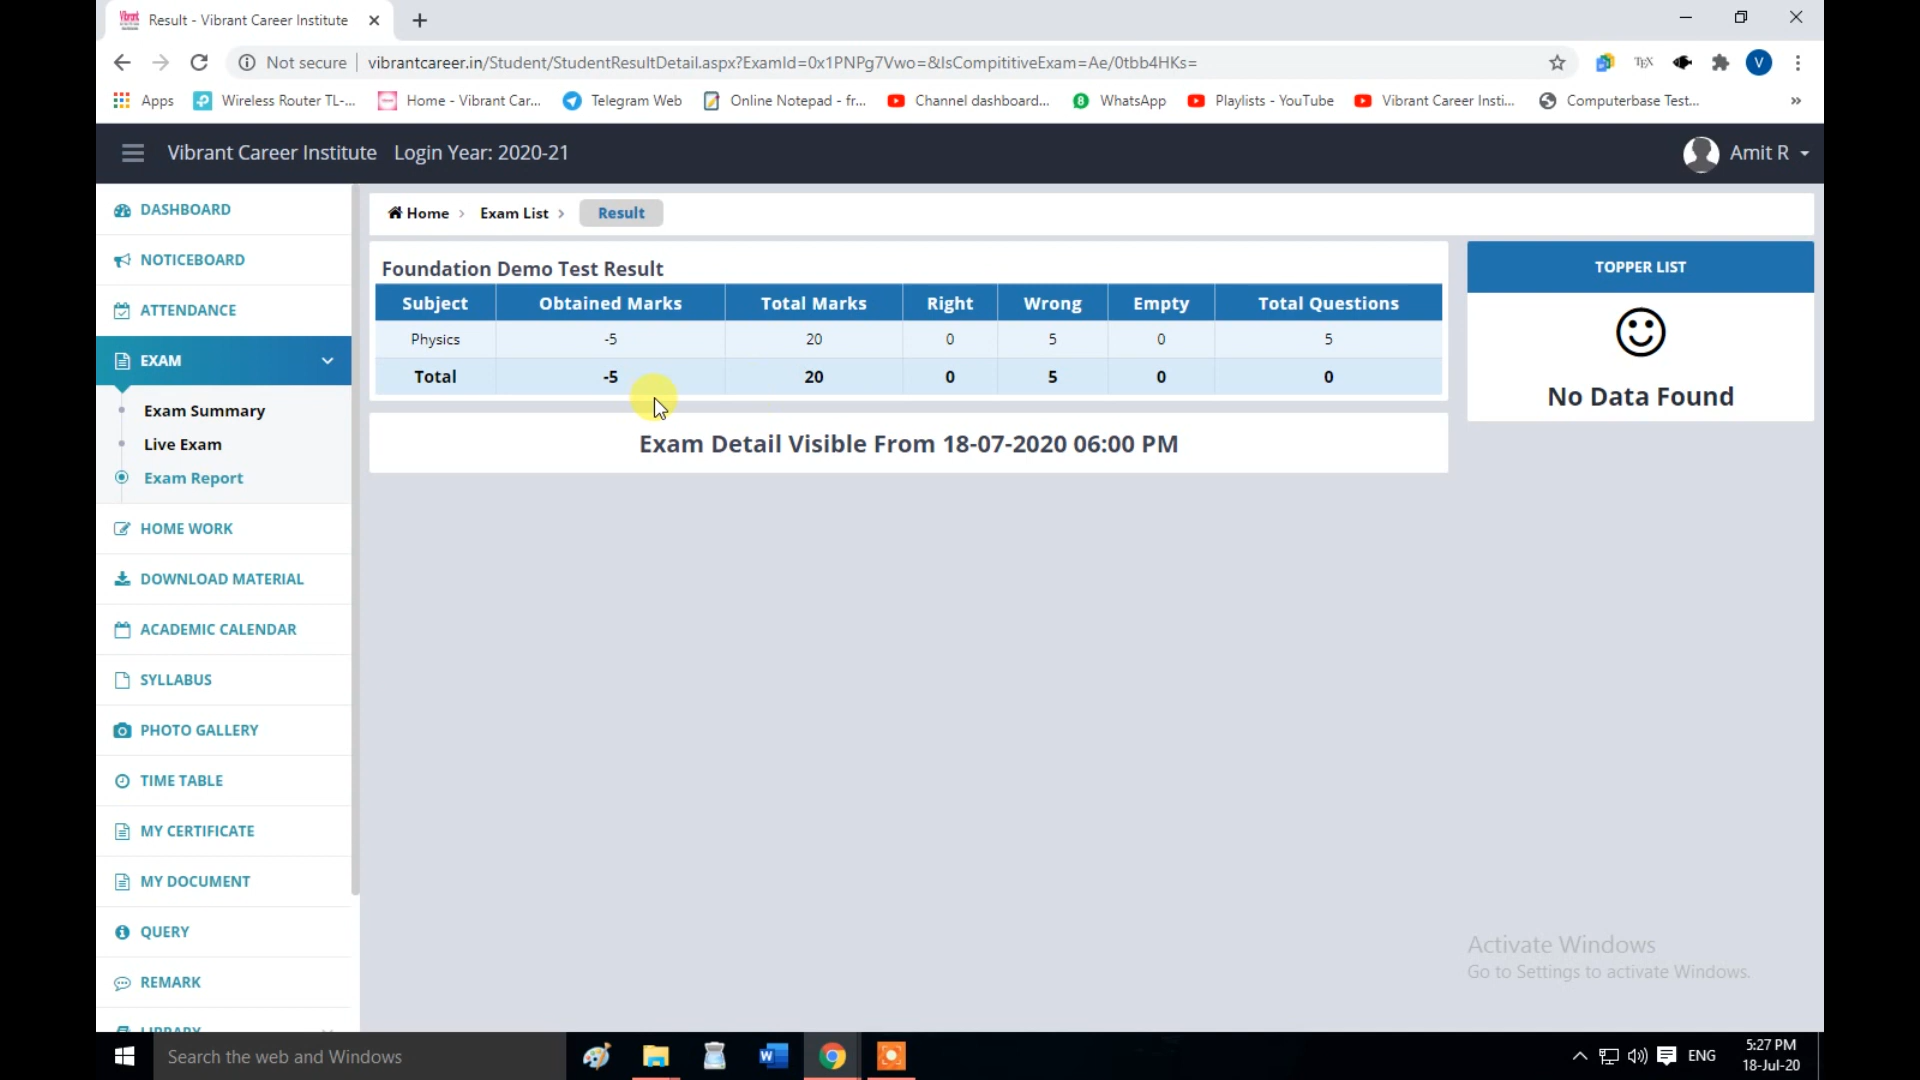 Result - Vibrant Career Institute
Not secure
vibrantcareer.in/Student/StudentResultDetail.aspx?ExamId=0x1PNPg7Vwo=&IsCompititiveExam=Ae/0tbb4HKs=
TEX
V
Apps
Wireless Router TL-...
Home - Vibrant Car...
Telegram Web
Online Notepad - fr...
Channel dashboard...
WhatsApp
Playlists - YouTube
Vibrant Career Insti...
Computerbase Test...
Vibrant Career Institute Login Year: 2020-21
Amit R
DASHBOARD
NOTICEBOARD
ATTENDANCE
EXAM
Exam Summary
Live Exam
Exam Report
HOME WORK
DOWNLOAD MATERIAL
ACADEMIC CALENDAR
SYLLABUS
PHOTO GALLERY
TIME TABLE
MY CERTIFICATE
MY DOCUMENT
QUERY
REMARK
LIBRARY
Home > Exam List > Result
Foundation Demo Test Result
Subject Obtained Marks Total Marks Right Wrong Empty Total Questions
Physics -5 20 0 5 0 5
Total -5 20 0 5 0 0
Exam Detail Visible From 18-07-2020 06:00 PM
TOPPER LIST
No Data Found
Activate Windows
Go to Settings to activate Windows.
Search the web and Windows
ENG
5:27 PM
18-Jul-20